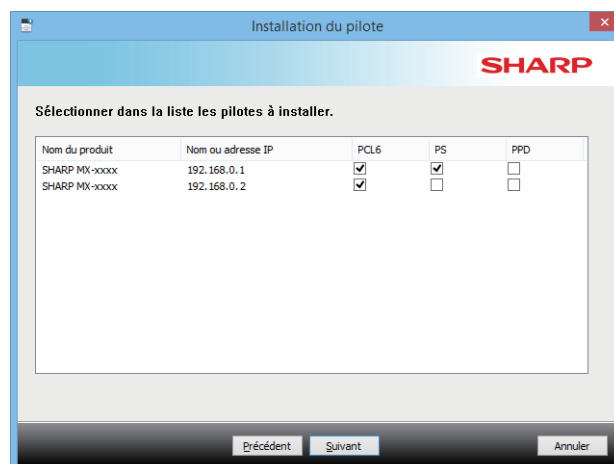 Installation du pilote
SHARP
Sélectionner dans la liste les pilotes à installer.
Nom du produit Nom ou adresse IP PCL6 PS PPD
SHARP MX-xxxx 192.168.0.1
SHARP MX-xxxx 192.168.0.2
Précédent Suivant Annuler